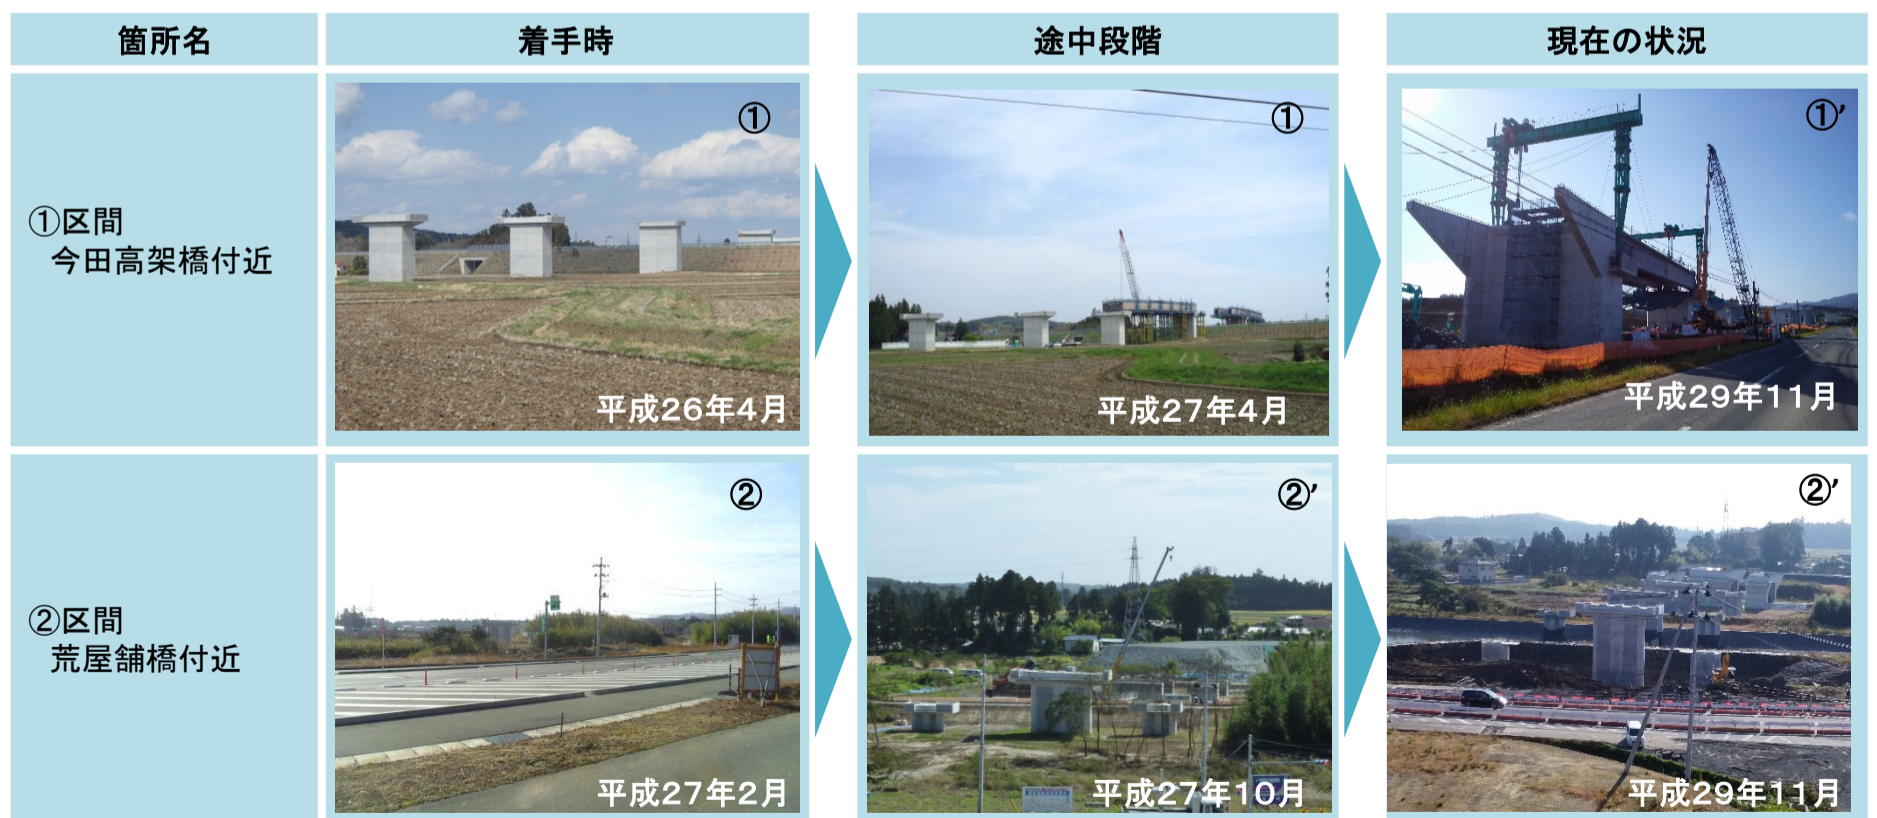 箇所名
着手時
途中段階
現在の状況
①区間
今田高架橋付近
①
平成26年4月
①
平成27年4月
①’
平成29年11月
②区間
荒屋舗橋付近
②
平成27年2月
②’
平成27年10月
②’
平成29年11月